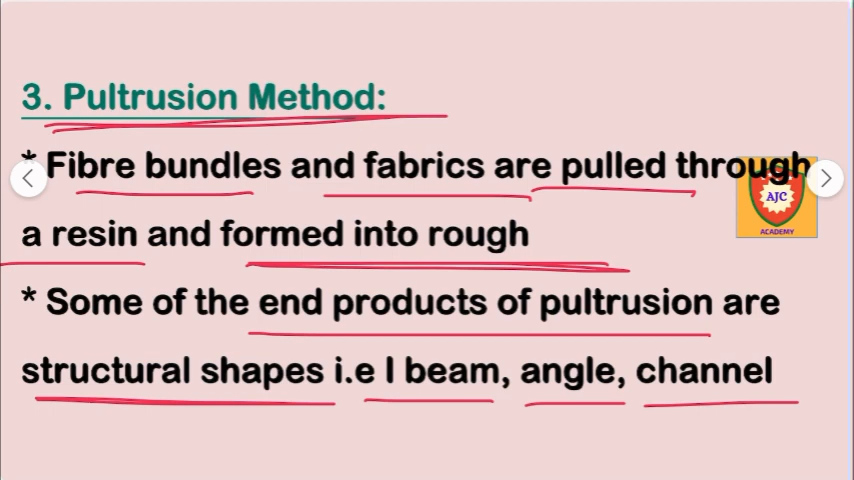 3. Pultrusion Method:
* Fibre bundles and fabrics are pulled through
a resin and formed into rough
* Some of the end products of pultrusion are
structural shapes i.e I beam, angle, channel
AJC
ACADEMY